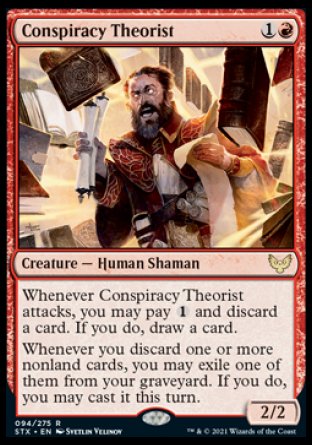 Conspiracy Theorist 1
Creature — Human Shaman
Whenever Conspiracy Theorist
attacks, you may pay 1 and discard
a card. If you do, draw a card.
Whenever you discard one or more
nonland cards, you may exile one of
them from your graveyard. If you do,
you may cast it this turn.
2/2
094/275 R
STX • EN SVETLIN VELINOV
™ & © 2021 Wizards of the Coast